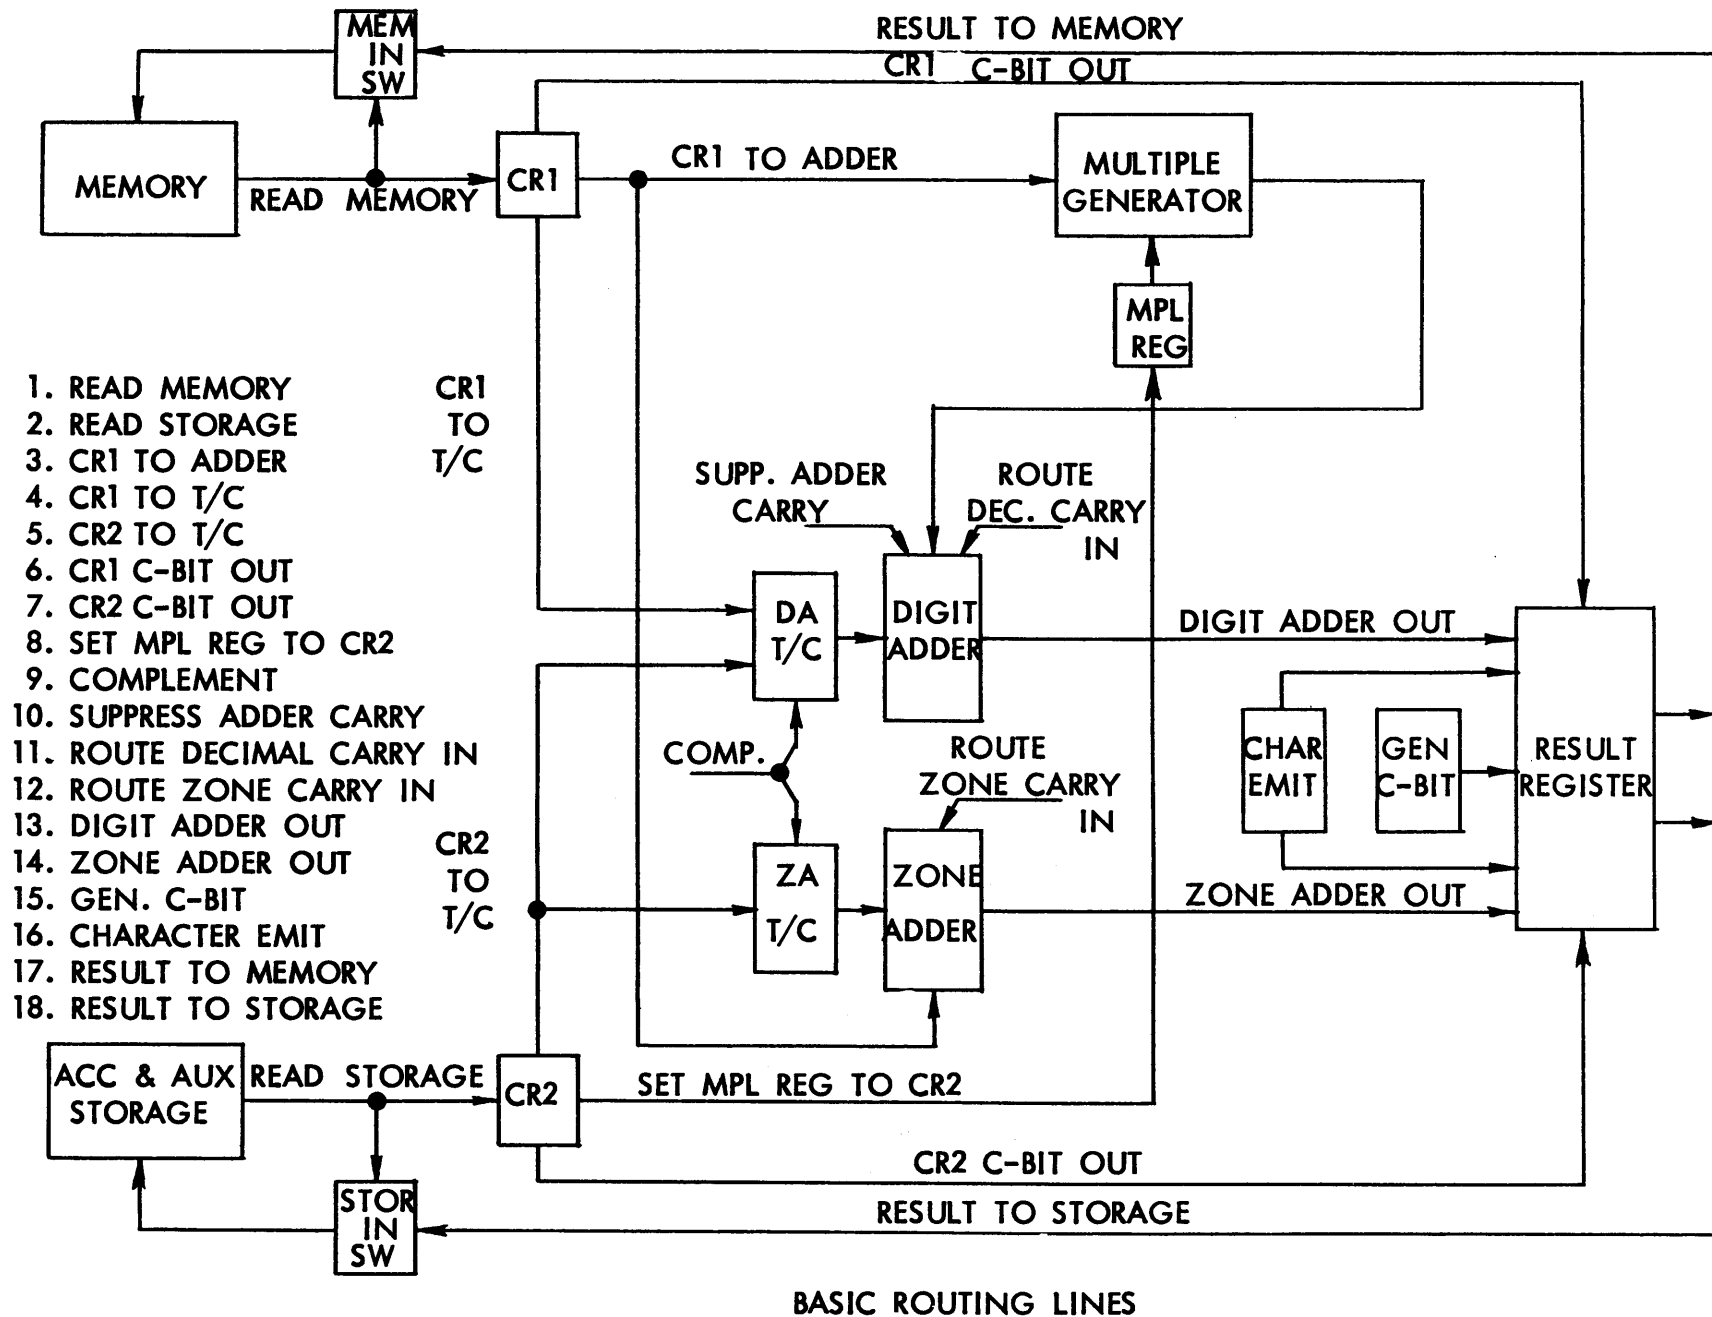 RESULT TO MEMORY
CR1 C-BIT OUT
MEM
IN
SW
MEMORY
READ MEMORY
CR1
CR1 TO ADDER
MULTIPLE
GENERATOR
MPL
REG
1. READ MEMORY
2. READ STORAGE
3. CR1 TO ADDER
4. CR1 TO T/C
5. CR2 TO T/C
6. CR1 C-BIT OUT
7. CR2 C-BIT OUT
8. SET MPL REG TO CR2
9. COMPLEMENT
10. SUPPRESS ADDER CARRY
11. ROUTE DECIMAL CARRY IN
12. ROUTE ZONE CARRY IN
13. DIGIT ADDER OUT
14. ZONE ADDER OUT
15. GEN. C-BIT
16. CHARACTER EMIT
17. RESULT TO MEMORY
18. RESULT TO STORAGE
CR1
TO
T/C
SUPP. ADDER
CARRY
ROUTE
DEC. CARRY
IN
DA
T/C
DIGIT
ADDER
DIGIT ADDER OUT
COMP.
ROUTE
ZONE CARRY
IN
CHAR
EMIT
GEN
C-BIT
RESULT
REGISTER
CR2
TO
T/C
ZA
T/C
ZONE
ADDER
ZONE ADDER OUT
ACC & AUX
STORAGE
READ STORAGE
CR2
SET MPL REG TO CR2
CR2 C-BIT OUT
STOR
IN
SW
RESULT TO STORAGE
BASIC ROUTING LINES